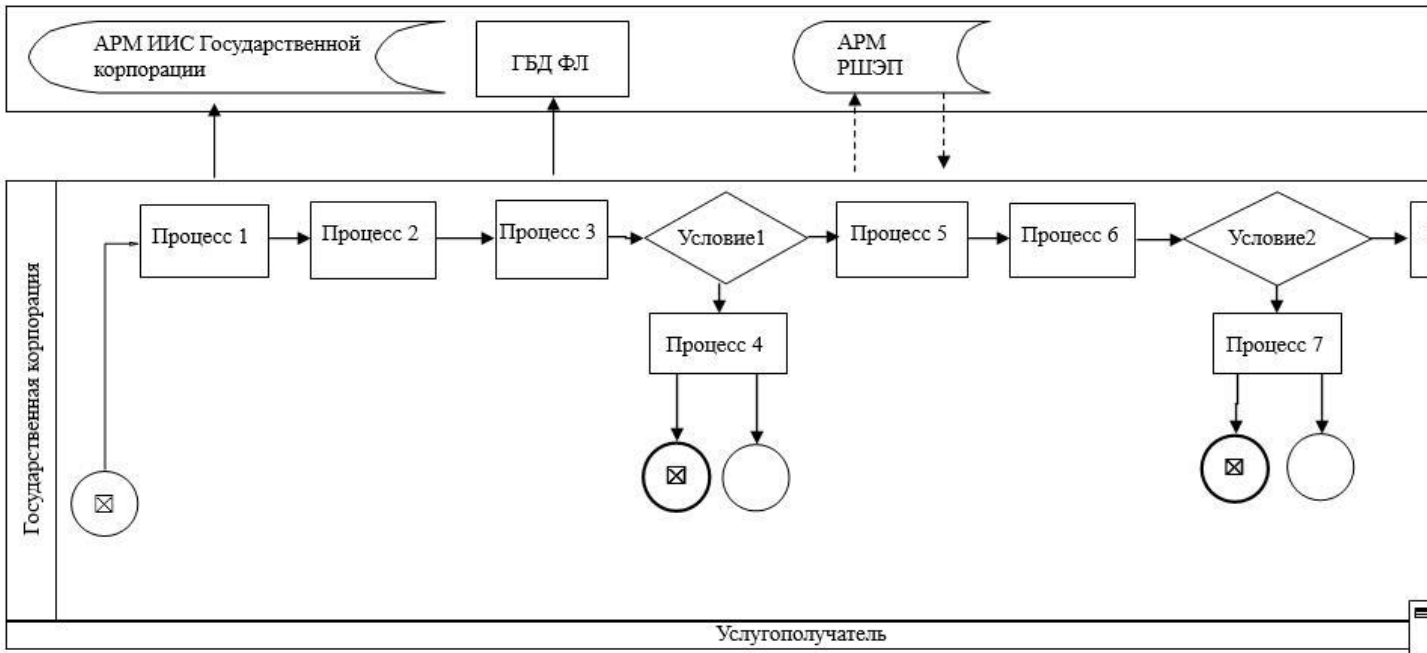 АРМ ИИС Государственной
корпорации
ГБД ФЛ
АРМ
РШЭП
Процесс 1
Процесс 2
Процесс 3
Условие1
Процесс 5
Процесс 6
Условие2
Процесс 4
Процесс 7
Государственная корпорация
Услугополучатель